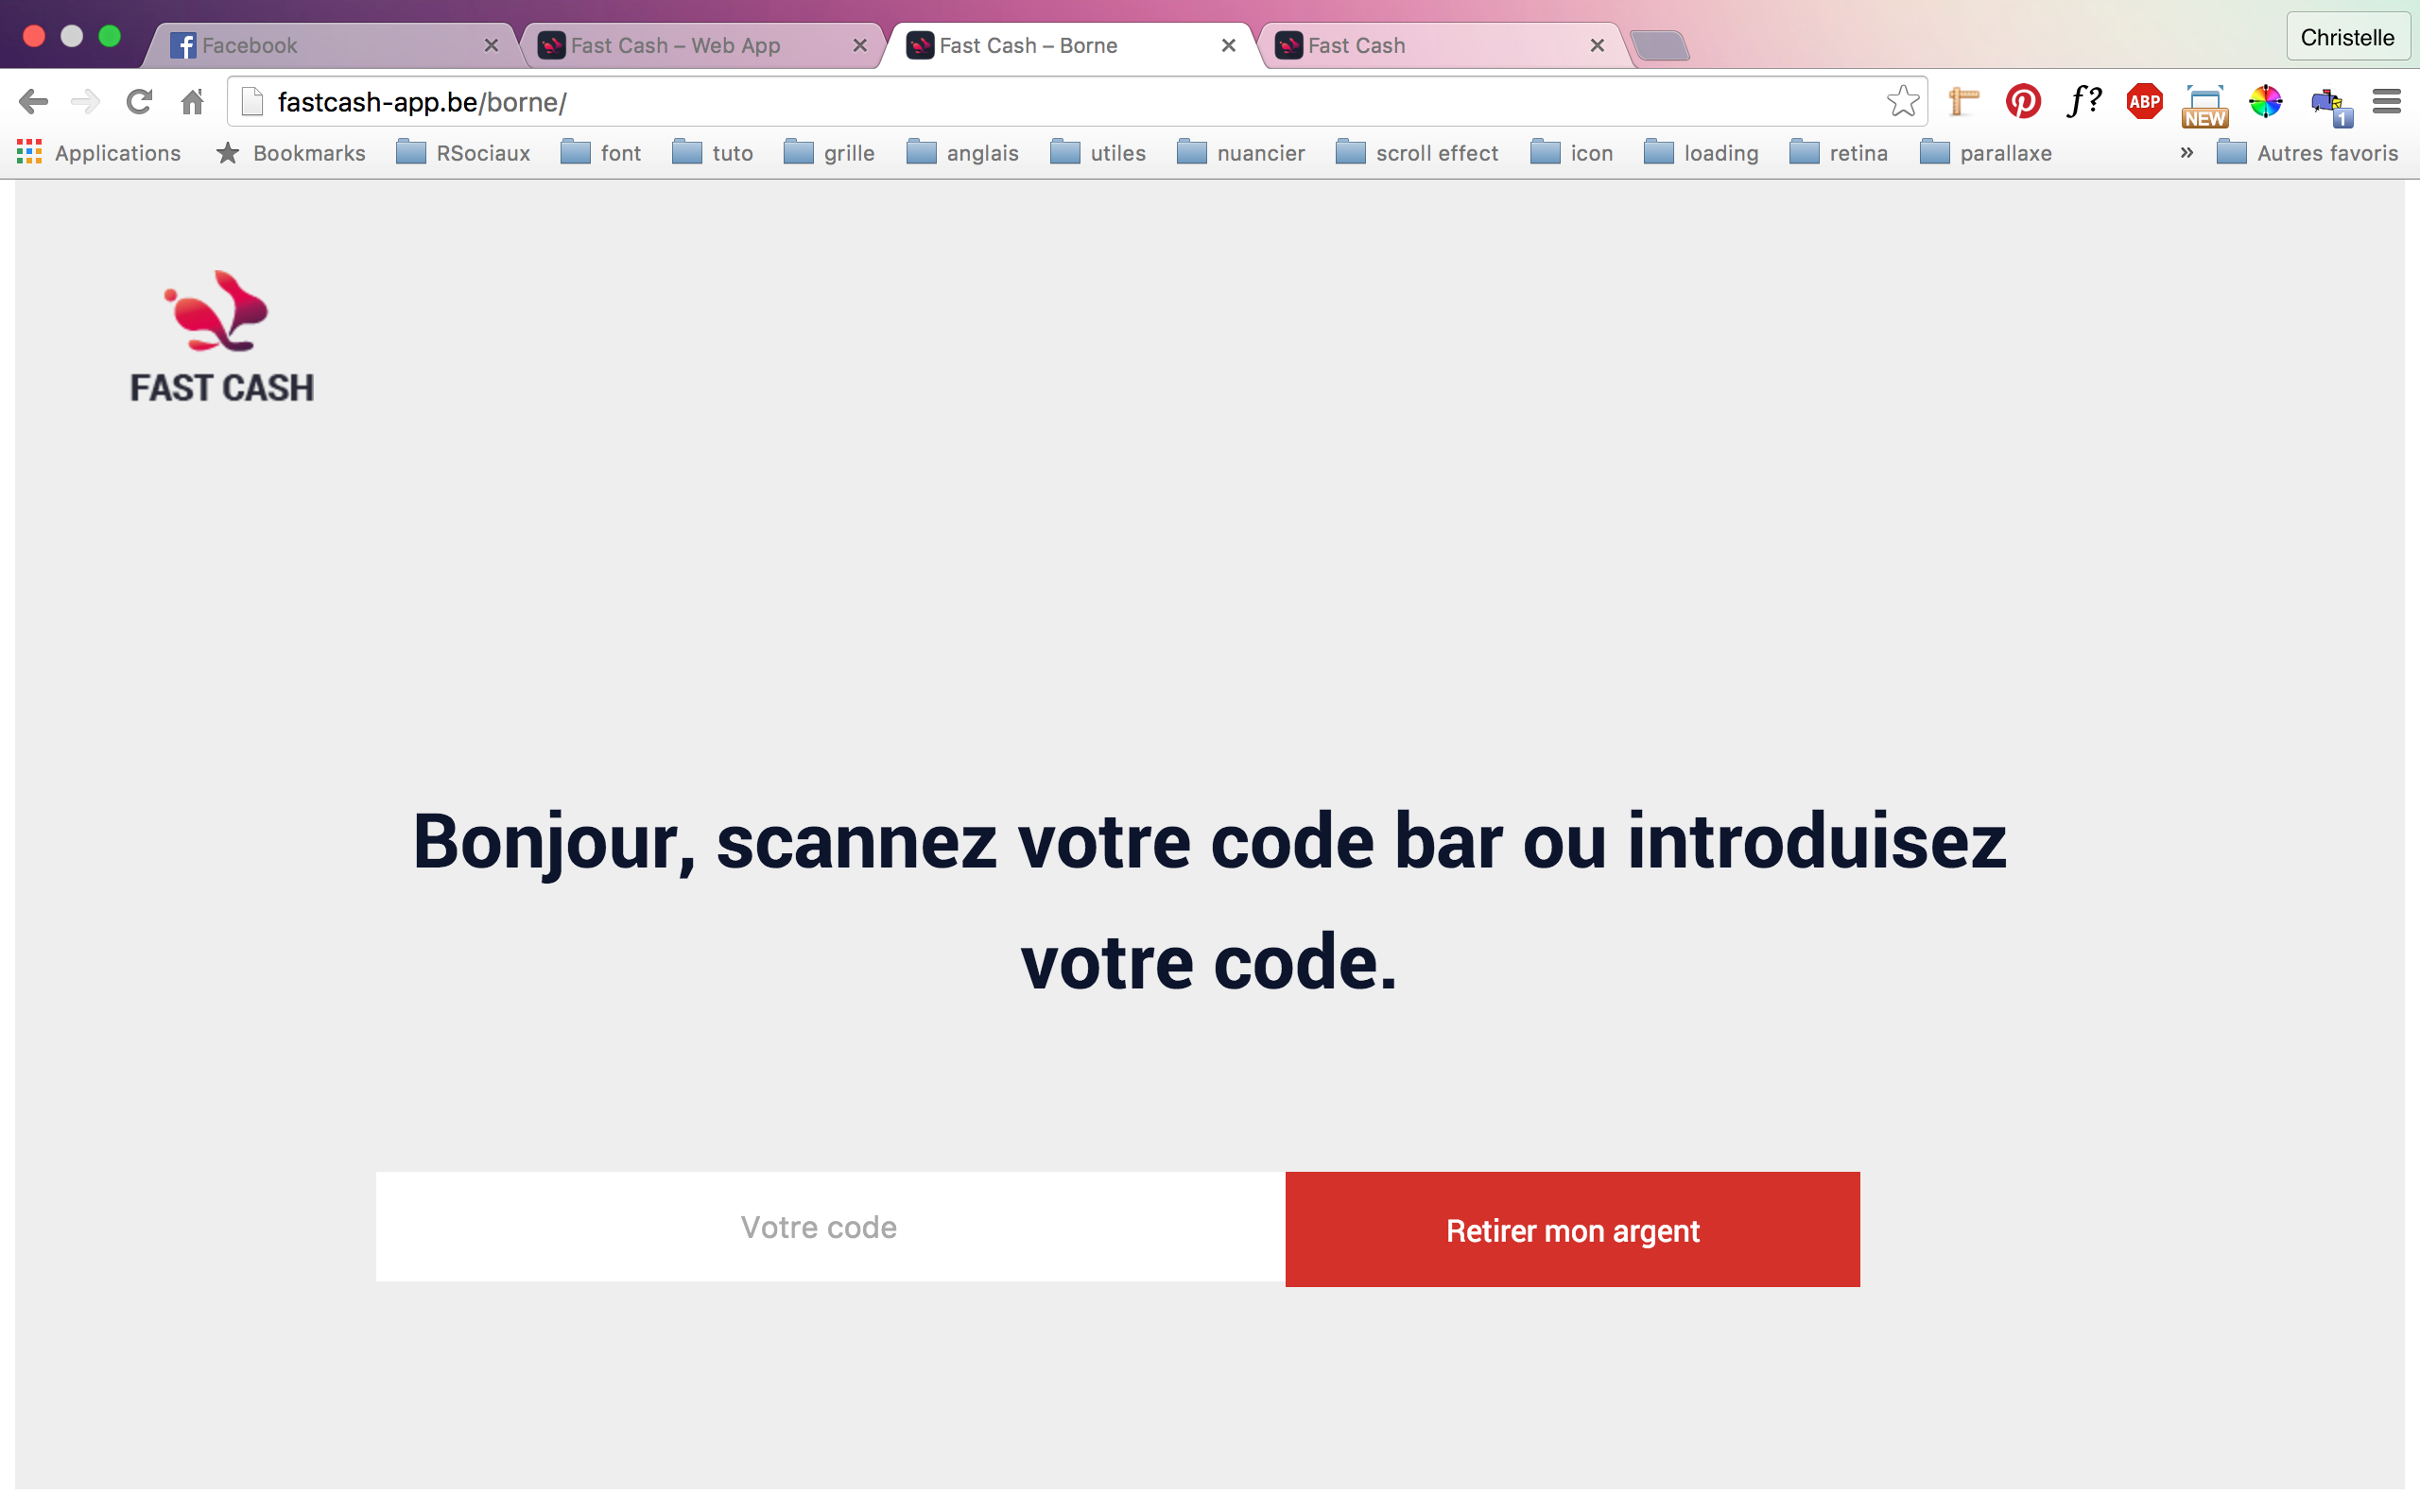 Facebook
Fast Cash – Web App
Fast Cash – Borne
Fast Cash
Christelle
fastcash-app.be/borne/
f?
ABP
NEW
1
Applications
Bookmarks
RSociaux
font
tuto
grille
anglais
utiles
nuancier
scroll effect
icon
loading
retina
parallaxe
»
Autres favoris
FAST CASH
Bonjour, scannez votre code bar ou introduisez
votre code.
Votre code
Retirer mon argent